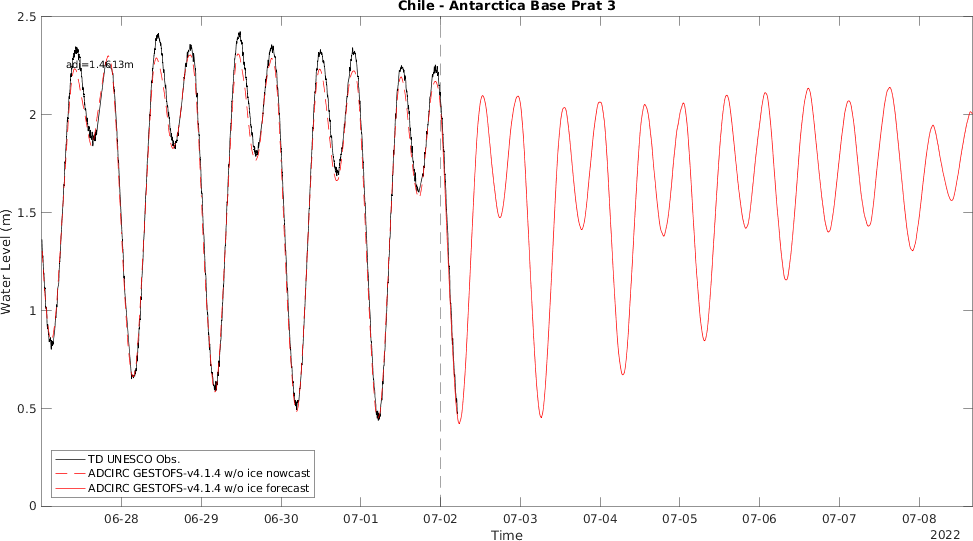 Chile - Antarctica Base Prat 3
2.5
adj=1.4613m
2
1.5
Water Level (m)
1
0.5
TD UNESCO Obs.
ADCIRC GESTOFS-v4.1.4 w/o ice nowcast
ADCIRC GESTOFS-v4.1.4 w/o ice forecast
0
06-28 06-29 06-30 07-01 07-02 07-03 07-04 07-05 07-06 07-07 07-08
Time
2022